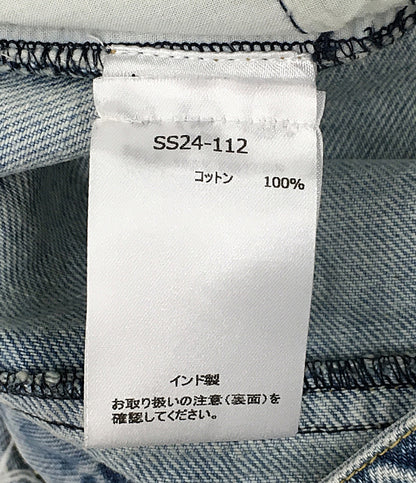 SS24-112
コットン 100%
インド製
お取り扱いの注意(裏面)を
確認してください。